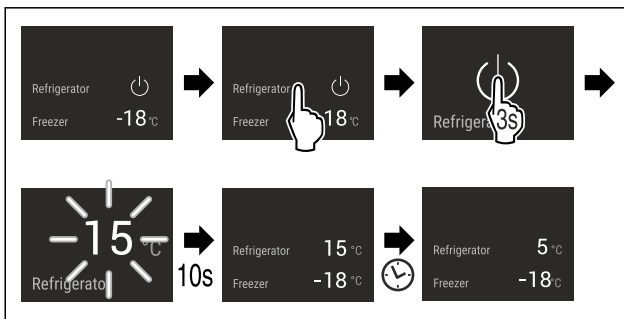 Refrigerator
Freezer -18 °C
Refrigerator
Freezer 18 °C
Refrigera
3s
15 °C
Refrigerato
10s
Refrigerator 15 °C
Freezer -18 °C
Refrigerator 5 °C
Freezer -18°C